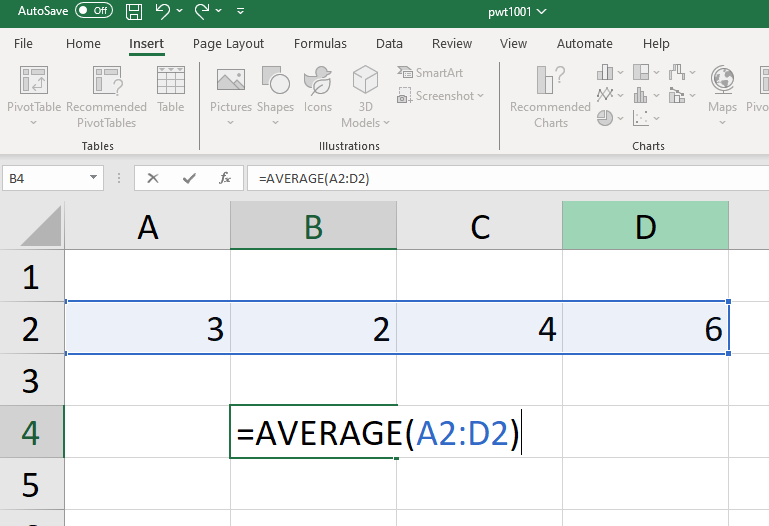 AutoSave Off pwt1001
File Home Insert Page Layout Formulas Data Review View Automate Help
PivotTable Recommended PivotTables Table Pictures Shapes Icons 3D Models SmartArt Screenshot Recommended Charts Maps
Tables Illustrations Charts
B4 fx =AVERAGE(A2:D2)
A B C D
1
2 3 2 4 6
3
4 =AVERAGE(A2:D2)
5